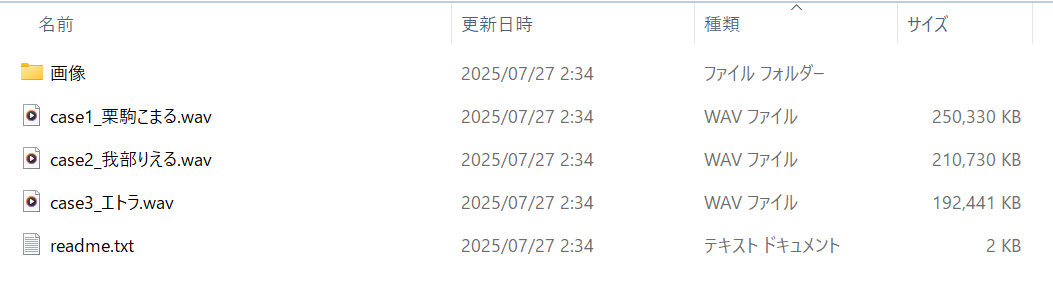 名前 更新日時 種類 サイズ
画像 2025/07/27 2:34 ファイル フォルダー
case1_栗駒こまる.wav 2025/07/27 2:34 WAV ファイル 250,330 KB
case2_我部りえる.wav 2025/07/27 2:34 WAV ファイル 210,730 KB
case3_エトラ.wav 2025/07/27 2:34 WAV ファイル 192,441 KB
readme.txt 2025/07/27 2:34 テキスト ドキュメント 2 KB